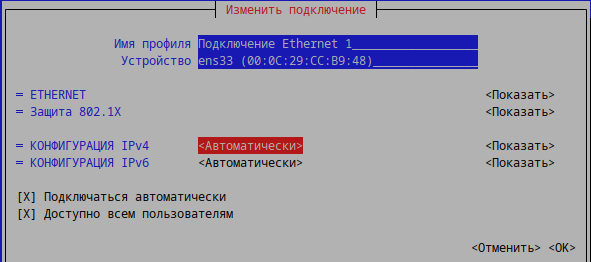 Изменить подключение
Имя профиля Подключение Ethernet 1
Устройство ens33 (00:0C:29:CC:B9:48)
= ETHERNET <Показать>
= Защита 802.1X <Показать>
= КОНФИГУРАЦИЯ IPv4 <Автоматически> <Показать>
= КОНФИГУРАЦИЯ IPv6 <Автоматически> <Показать>
[X] Подключаться автоматически
[X] Доступно всем пользователям
<Отменить> <OK>